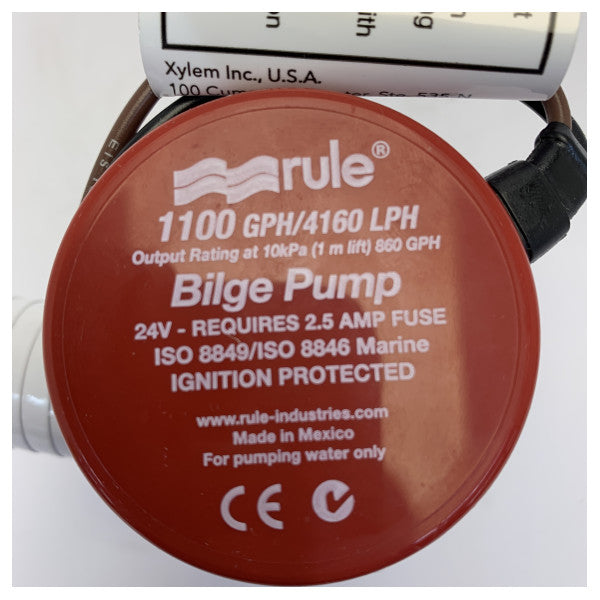 Xylem Inc., U.S.A.
rule®
1100 GPH/4160 LPH
Output Rating at 10kPa (1 m lift) 860 GPH
Bilge Pump
24V - REQUIRES 2.5 AMP FUSE
ISO 8849/ISO 8846 Marine
IGNITION PROTECTED
www.rule-industries.com
Made in Mexico
For pumping water only
CE